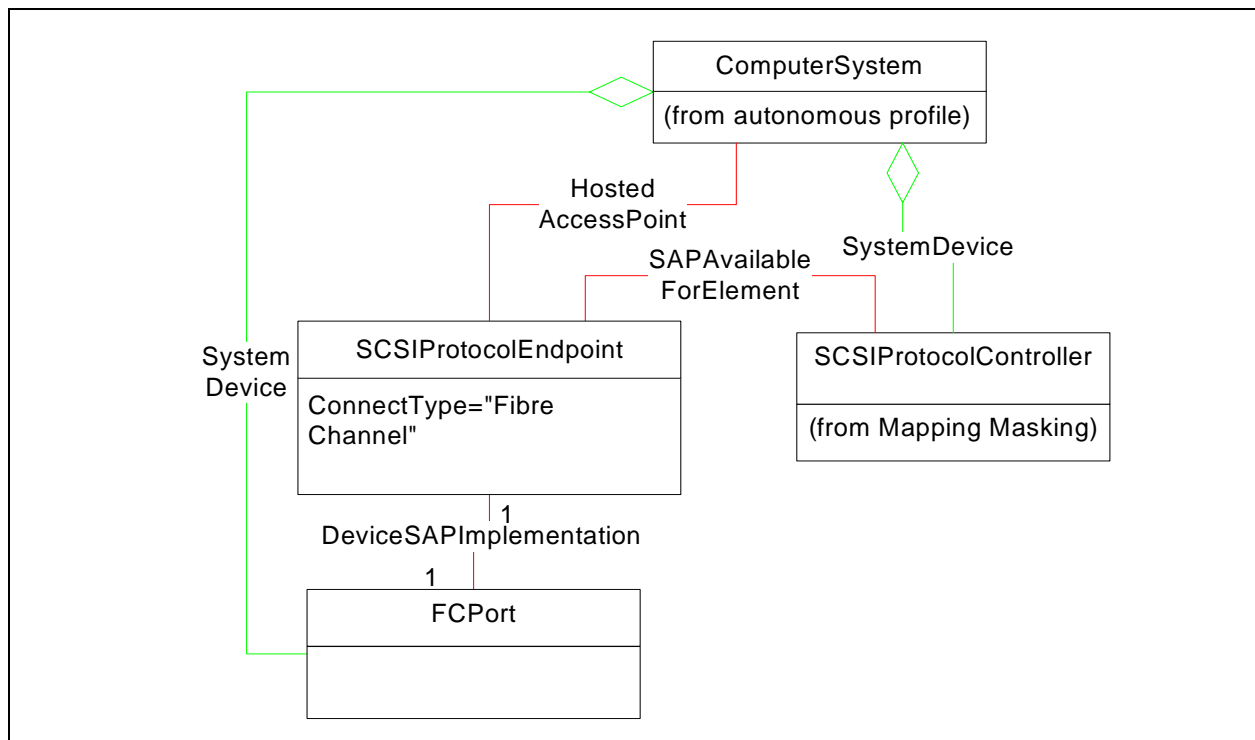 ComputerSystem
(from autonomous profile)
Hosted
AccessPoint
SystemDevice
SAPAvailable
ForElement
System
Device
SCSIProtocolEndpoint
ConnectType="Fibre
Channel"
SCSIProtocolController
(from Mapping Masking)
1
DeviceSAPImplementation
1
FCPort